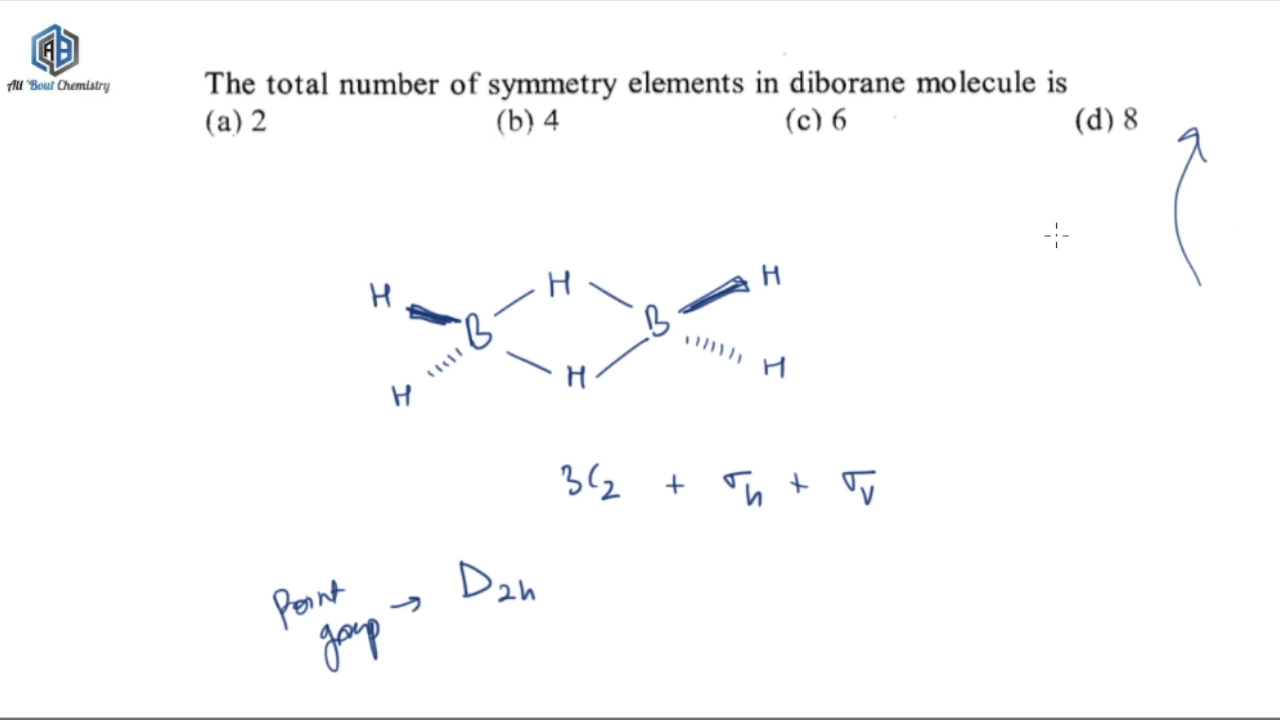 All 'Bout Chemistry
The total number of symmetry elements in diborane molecule is
(a) 2 (b) 4 (c) 6 (d) 8
H H H
B B
H H H
3C₂ + σₕ + σᵥ
Point group → D₂ₕ